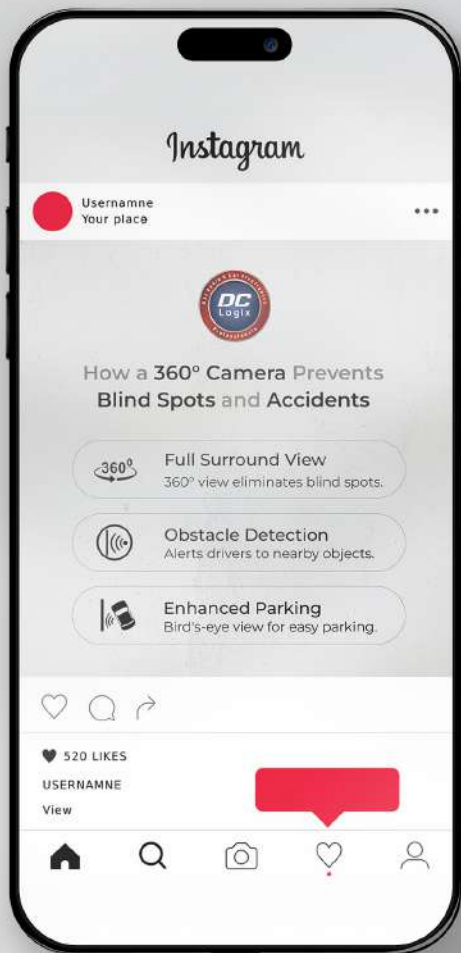 Instagram
Usernamne
Your place
DC
Logix
Professionals
How a 360° Camera Prevents
Blind Spots and Accidents
360°
Full Surround View
360° view eliminates blind spots.
Obstacle Detection
Alerts drivers to nearby objects.
Enhanced Parking
Bird's-eye view for easy parking.
520 LIKES
USERNAMNE
View